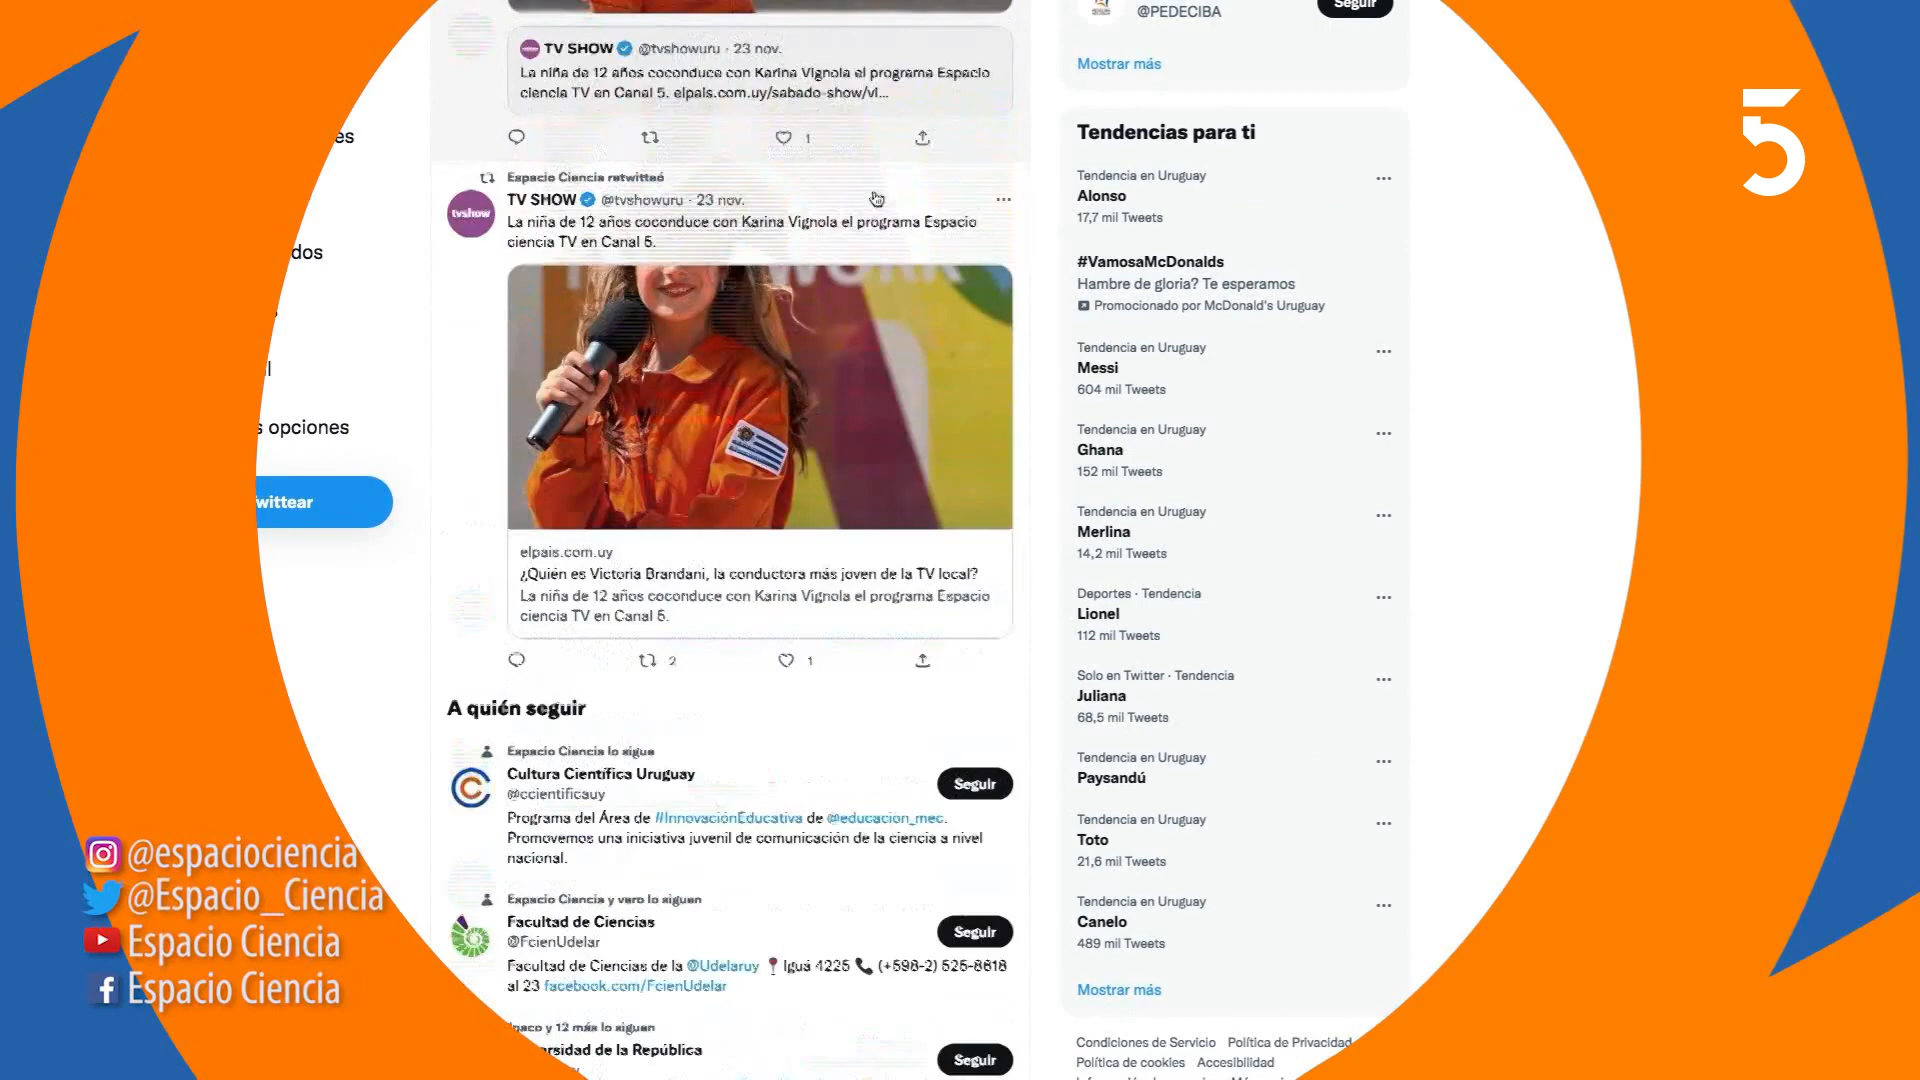 TV SHOW @tvshowuru · 23 nov.
La niña de 12 años coconduce con Karina Vignola el programa Espacio
ciencia TV en Canal 5. elpais.com.uy/sabado-show/vi...
1
Espacio Ciencia retwitteó
tvshow
TV SHOW @tvshowuru · 23 nov.
La niña de 12 años coconduce con Karina Vignola el programa Espacio
ciencia TV en Canal 5.
elpais.com.uy
¿Quién es Victoria Brandani, la conductora más joven de la TV local?
La niña de 12 años coconduce con Karina Vignola el programa Espacio
ciencia TV en Canal 5.
2
1
A quién seguir
Espacio Ciencia lo sigue
Cultura Científica Uruguay
@ccientificauy
Seguir
Programa del Área de #InnovaciónEducativa de @educacion_mec.
Promovemos una iniciativa juvenil de comunicación de la ciencia a nivel
nacional.
Espacio Ciencia y vero lo siguen
Facultad de Ciencias
@FcienUdelar
Seguir
Facultad de Ciencias de la @Udelaruy 📍 Iguá 4225 📞 (+598-2) 525-8618
al 23 facebook.com/FcienUdelar
y 12 más lo siguen
rsidad de la República
Seguir
es
dos
l
s opciones
wittear
@PEDECIBA
Seguir
Mostrar más
Tendencias para ti
Tendencia en Uruguay
Alonso
17,7 mil Tweets
#VamosaMcDonalds
Hambre de gloria? Te esperamos
Promocionado por McDonald's Uruguay
Tendencia en Uruguay
Messi
604 mil Tweets
Tendencia en Uruguay
Ghana
152 mil Tweets
Tendencia en Uruguay
Merlina
14,2 mil Tweets
Deportes · Tendencia
Lionel
112 mil Tweets
Solo en Twitter · Tendencia
Juliana
68,5 mil Tweets
Tendencia en Uruguay
Paysandú
Tendencia en Uruguay
Toto
21,6 mil Tweets
Tendencia en Uruguay
Canelo
489 mil Tweets
Mostrar más
Condiciones de Servicio Política de Privacidad
Política de cookies Accesibilidad
5
@espaciociencia
@Espacio_Ciencia
Espacio Ciencia
Espacio Ciencia